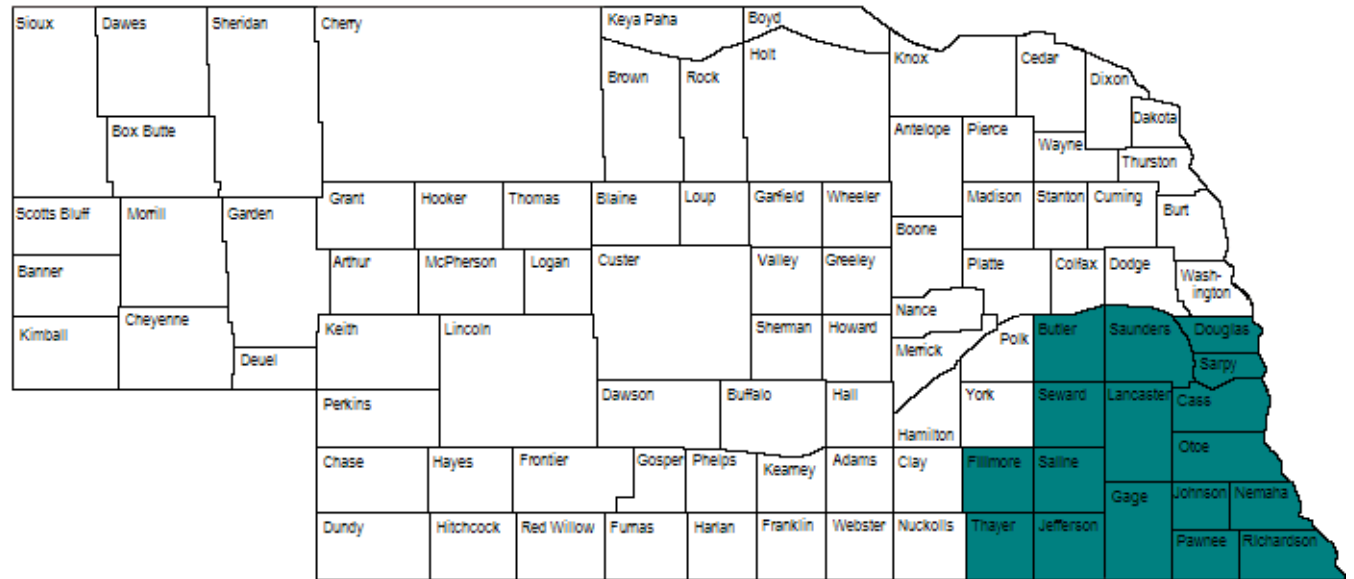 Sioux
Dawes
Sheridan
Cherry
Keya Paha
Boyd
Holt
Knox
Cedar
Dixon
Brown
Rock
Dakota
Box Butte
Antelope
Pierce
Wayne
Thurston
Scotts Bluff
Morrill
Garden
Grant
Hooker
Thomas
Blaine
Loup
Garfield
Wheeler
Madison
Stanton
Cuming
Burt
Boone
Banner
Arthur
McPherson
Logan
Custer
Valley
Greeley
Platte
Colfax
Dodge
Wash-
ington
Nance
Kimball
Cheyenne
Keith
Lincoln
Sherman
Howard
Merrick
Polk
Butler
Saunders
Douglas
Deuel
Sarpy
Perkins
Dawson
Buffalo
Hall
York
Seward
Lancaster
Cass
Hamilton
Otoe
Chase
Hayes
Frontier
Gosper
Phelps
Kearney
Adams
Clay
Fillmore
Saline
Gage
Johnson
Nemaha
Dundy
Hitchcock
Red Willow
Furnas
Harlan
Franklin
Webster
Nuckolls
Thayer
Jefferson
Pawnee
Richardson